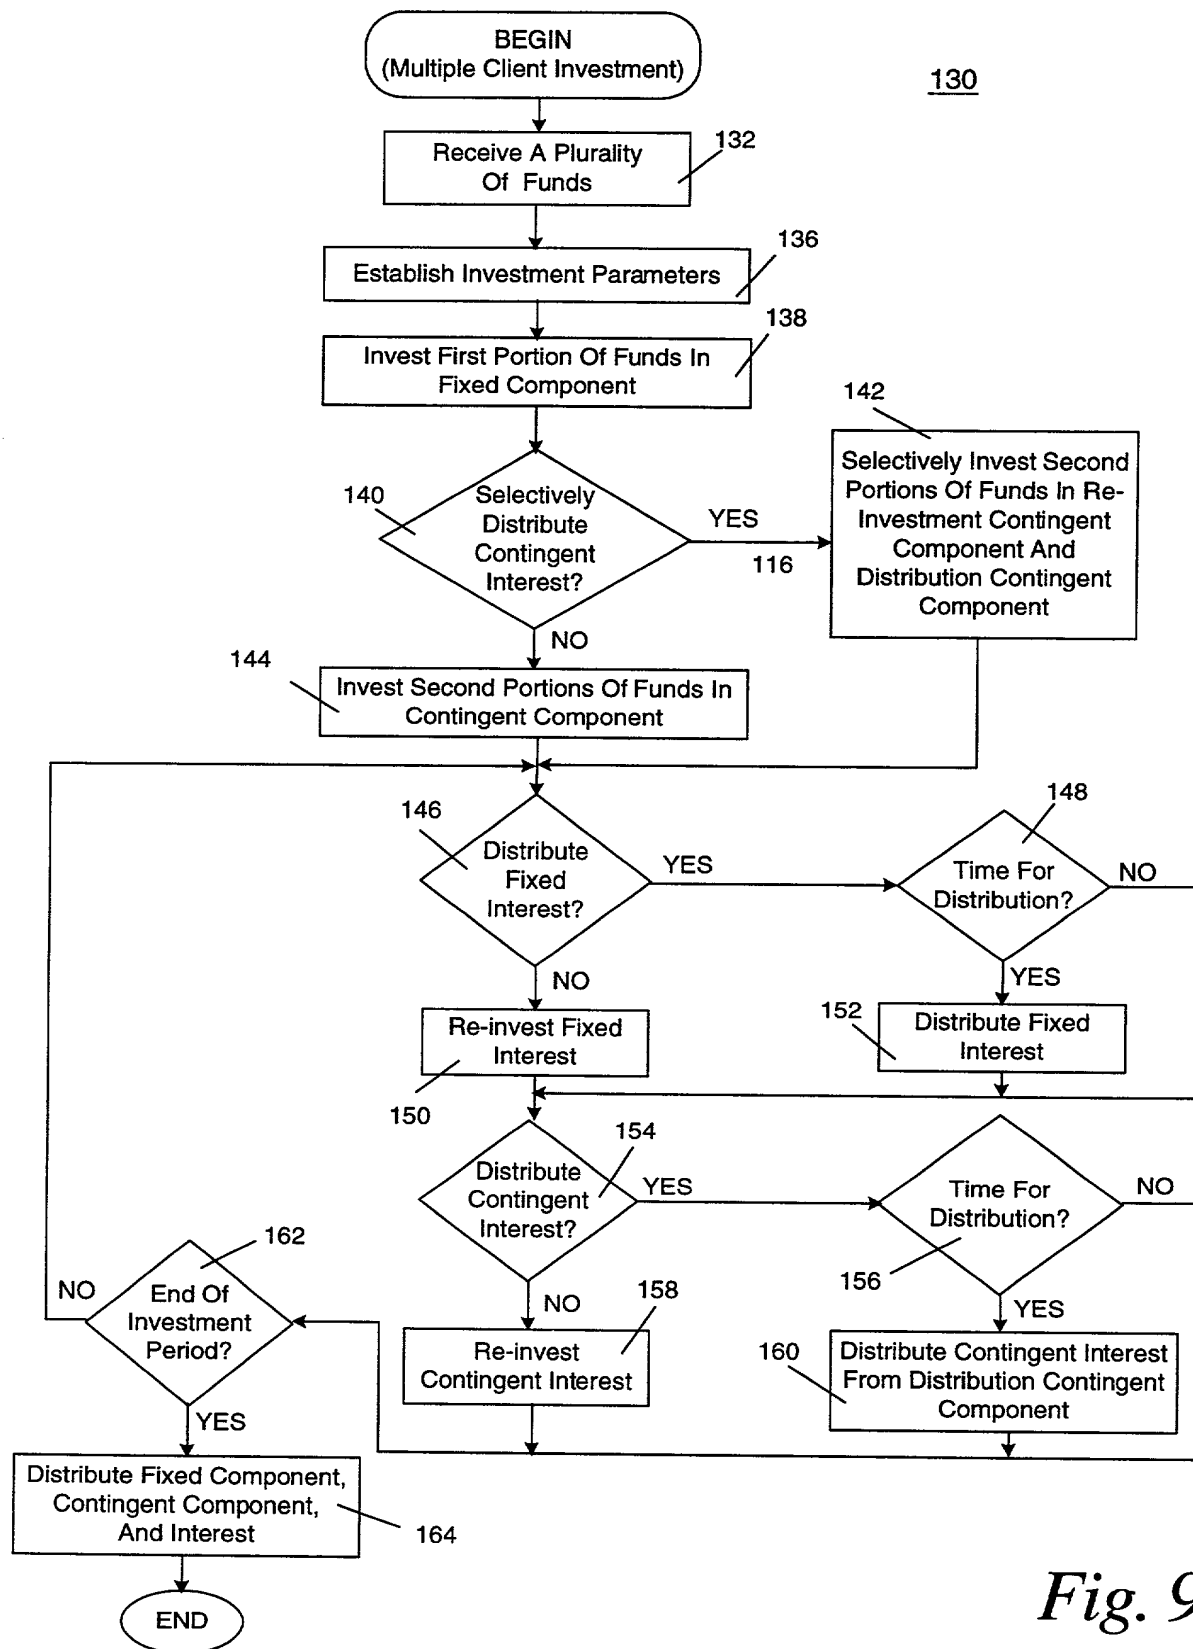 BEGIN
(Multiple Client Investment)
130
132
Receive A Plurality
Of Funds
136
Establish Investment Parameters
138
Invest First Portion Of Funds In
Fixed Component
142
140
Selectively
Distribute
Contingent
Interest?
YES
116
Selectively Invest Second
Portions Of Funds In Re-
Investment Contingent
Component And
Distribution Contingent
Component
NO
144
Invest Second Portions Of Funds In
Contingent Component
146
Distribute
Fixed
Interest?
YES
148
Time For
Distribution?
NO
NO
YES
Re-invest Fixed
Interest
150
152
Distribute Fixed
Interest
154
Distribute
Contingent
Interest?
YES
Time For
Distribution?
156
NO
162
NO
End Of
Investment
Period?
NO
158
YES
Re-invest
Contingent Interest
160
Distribute Contingent Interest
From Distribution Contingent
Component
YES
Distribute Fixed Component,
Contingent Component,
And Interest
164
END
Fig. 9